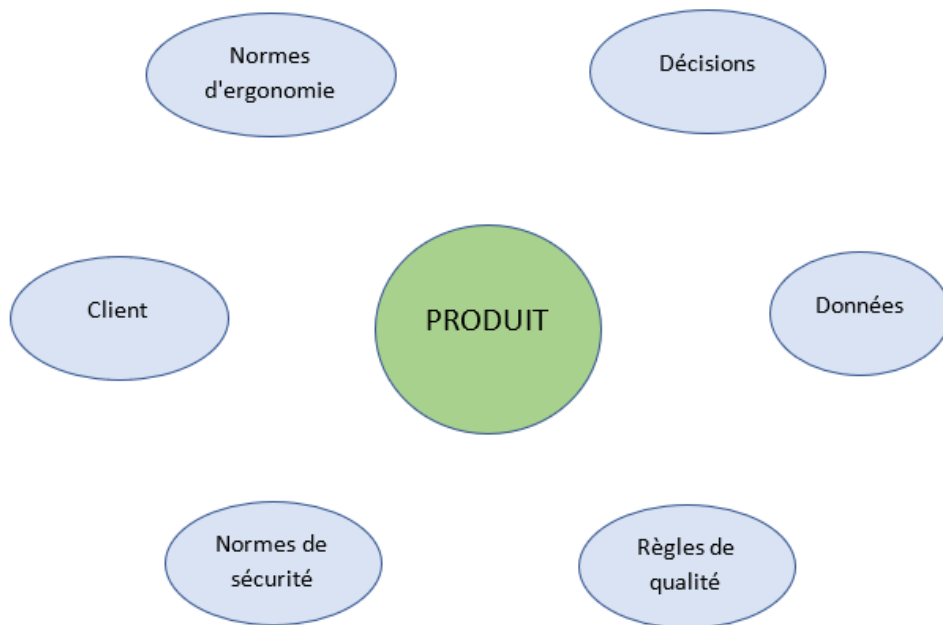 Normes
d'ergonomie
Décisions
Client
PRODUIT
Données
Normes de
sécurité
Règles de
qualité